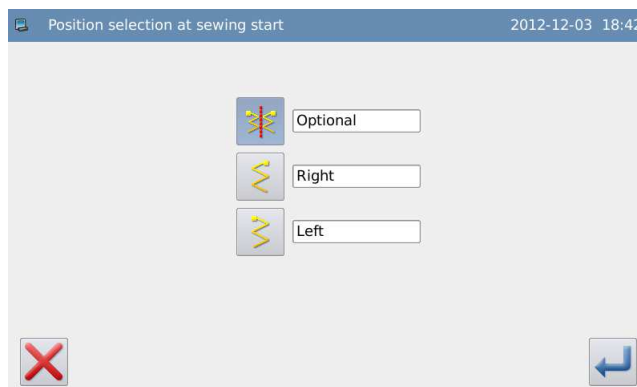 Position selection at sewing start 2012-12-03 18:42
Optional
Right
Left